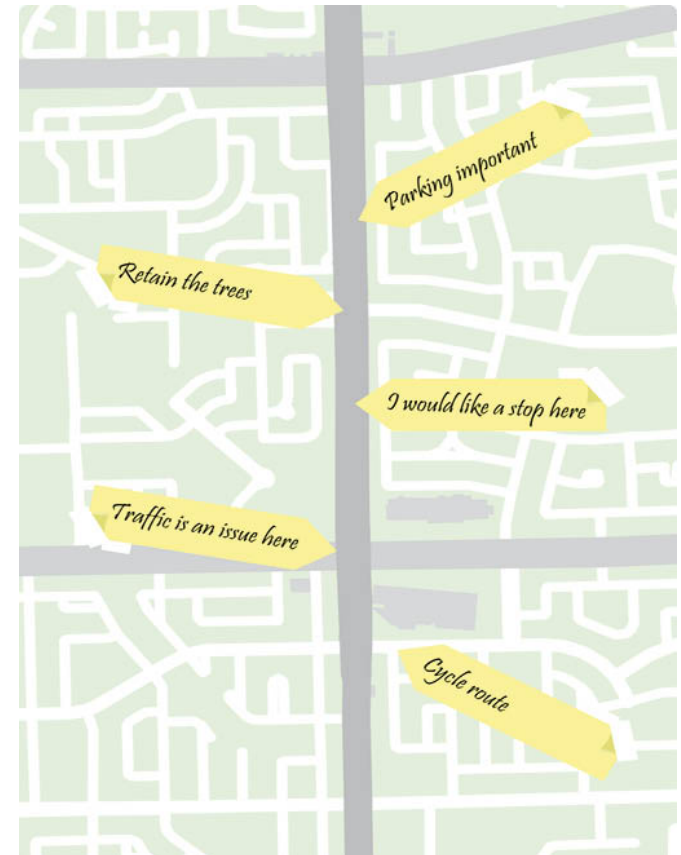 Parking important
Retain the trees
I would like a stop here
Traffic is an issue here
Cycle route